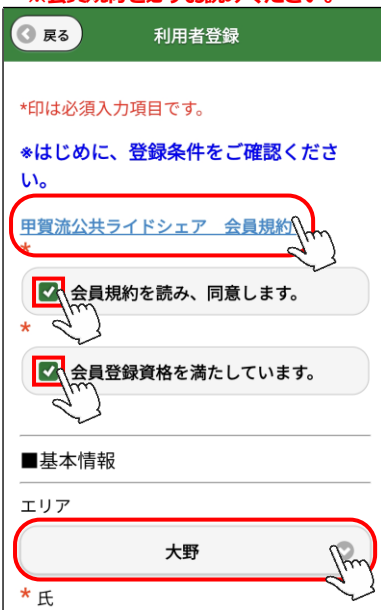 戻る
利用者登録
*印は必須入力項目です。
※はじめに、登録条件をご確認くださ
い。
甲賀流公共ライドシェア　会員規約
*
会員規約を読み、同意します。
*
会員登録資格を満たしています。
■基本情報
エリア
大野
* 氏